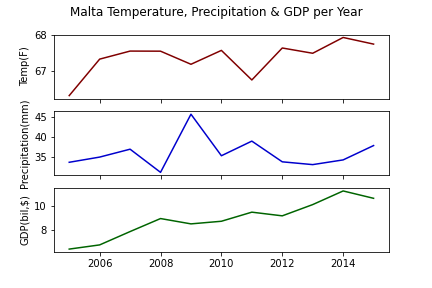 Malta Temperature, Precipitation & GDP per Year
68
67
Temp(F)
45
40
35
Precipitation(mm)
10
8
GDP(bil,$)
2006 2008 2010 2012 2014